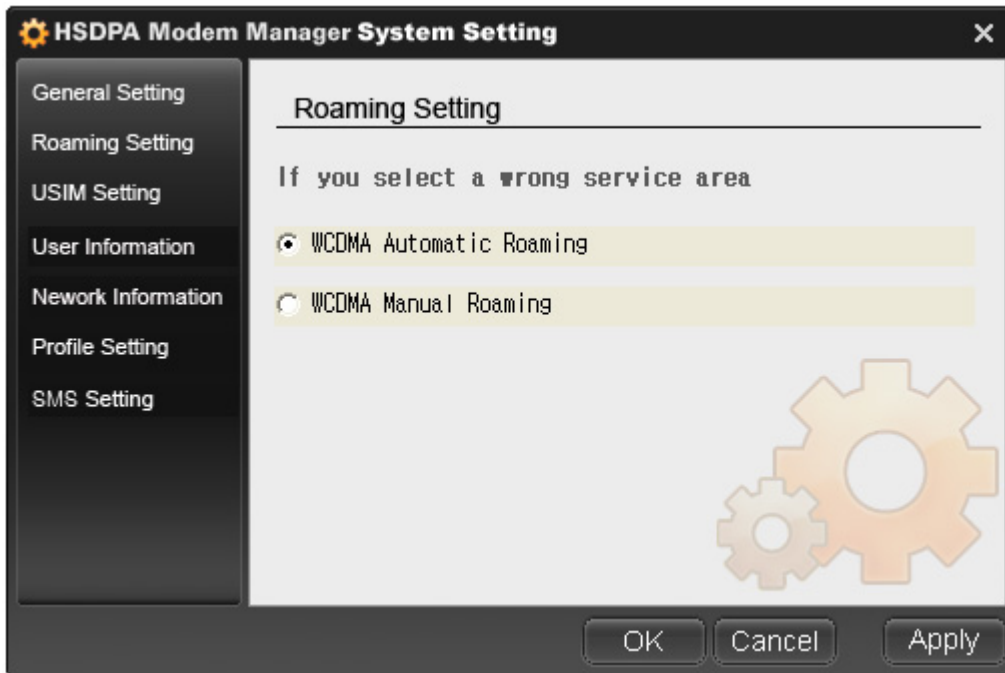 HSDPA Modem Manager System Setting
General Setting
Roaming Setting
USIM Setting
User Information
Nework Information
Profile Setting
SMS Setting
Roaming Setting
If you select a wrong service area
WCDMA Automatic Roaming
WCDMA Manual Roaming
OK
Cancel
Apply